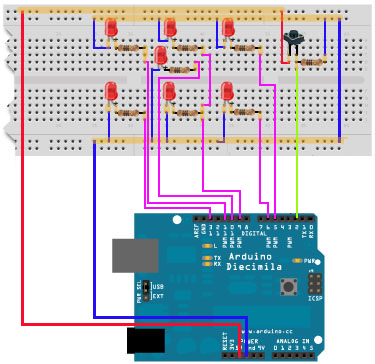 AREF
GND
13
12
11
10
9
8
7
6
5
4
3
2
TX 1
RX 0
PWM
PWM
PWM
PWM
PWM
PWM
DIGITAL
L
TX
RX
Arduino
Diecimila
PWR
USB
EXT
PWR SEL
ICSP
www.arduino.cc
RESET
3V3
POWER
5V
Gnd
9V
ANALOG IN
0 1 2 3 4 5